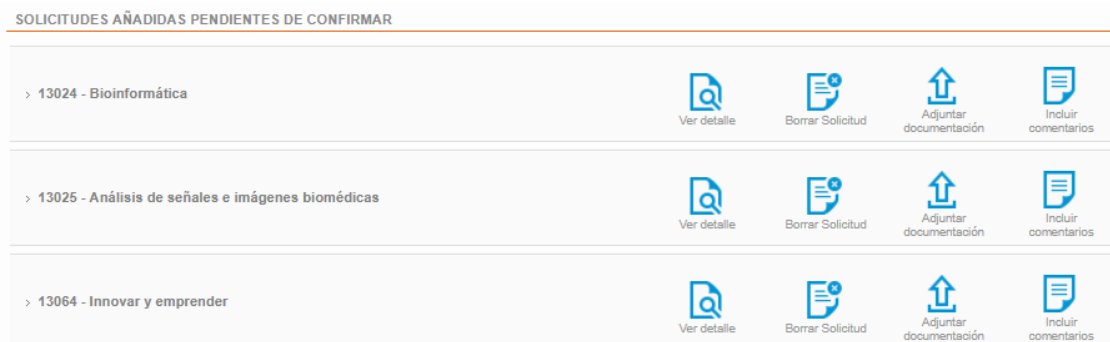 SOLICITUDES AÑADIDAS PENDIENTES DE CONFIRMAR
> 13024 - Bioinformática
Ver detalle
Borrar Solicitud
Adjuntar
documentación
Incluir
comentarios
> 13025 - Análisis de señales e imágenes biomédicas
Ver detalle
Borrar Solicitud
Adjuntar
documentación
Incluir
comentarios
> 13064 - Innovar y emprender
Ver detalle
Borrar Solicitud
Adjuntar
documentación
Incluir
comentarios